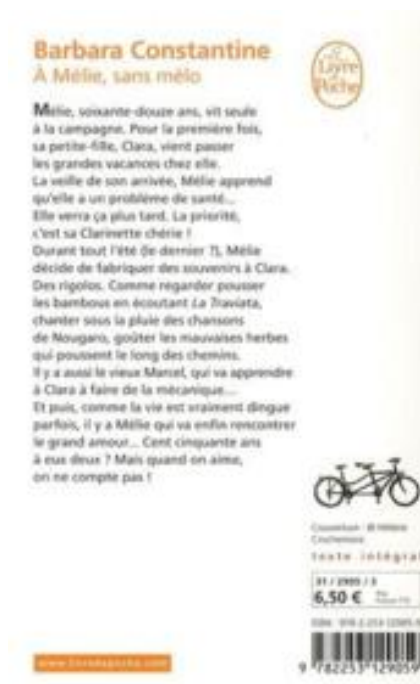 Barbara Constantine
À Mélie, sans mélo
Le
Livre
de
Poche
Mélie, soixante-douze ans, vit seule
à la campagne. Pour la première fois,
sa petite-fille, Clara, vient passer
les grandes vacances chez elle.
La veille de son arrivée, Mélie apprend
qu'elle a un problème de santé...
Elle verra ça plus tard. La priorité,
c'est sa Clarinette chérie !
Durant tout l'été (le dernier ?), Mélie
décide de fabriquer des souvenirs à Clara.
Des rigolos. Comme regarder pousser
les bambous en écoutant La Traviata,
chanter sous la pluie des chansons
de Nougaro, goûter les mauvaises herbes
qui poussent le long des chemins.
Il y a aussi le vieux Marcel, qui va apprendre
à Clara à faire de la mécanique...
Et puis, comme la vie est vraiment dingue
parfois, il y a Mélie qui va enfin rencontrer
le grand amour... Cent cinquante ans
à eux deux ? Mais quand on aime,
on ne compte pas !
Couverture :
texte intégral
31 / 2905 / 3
6,50 €
www.livredepoche.com
9 782253 129059